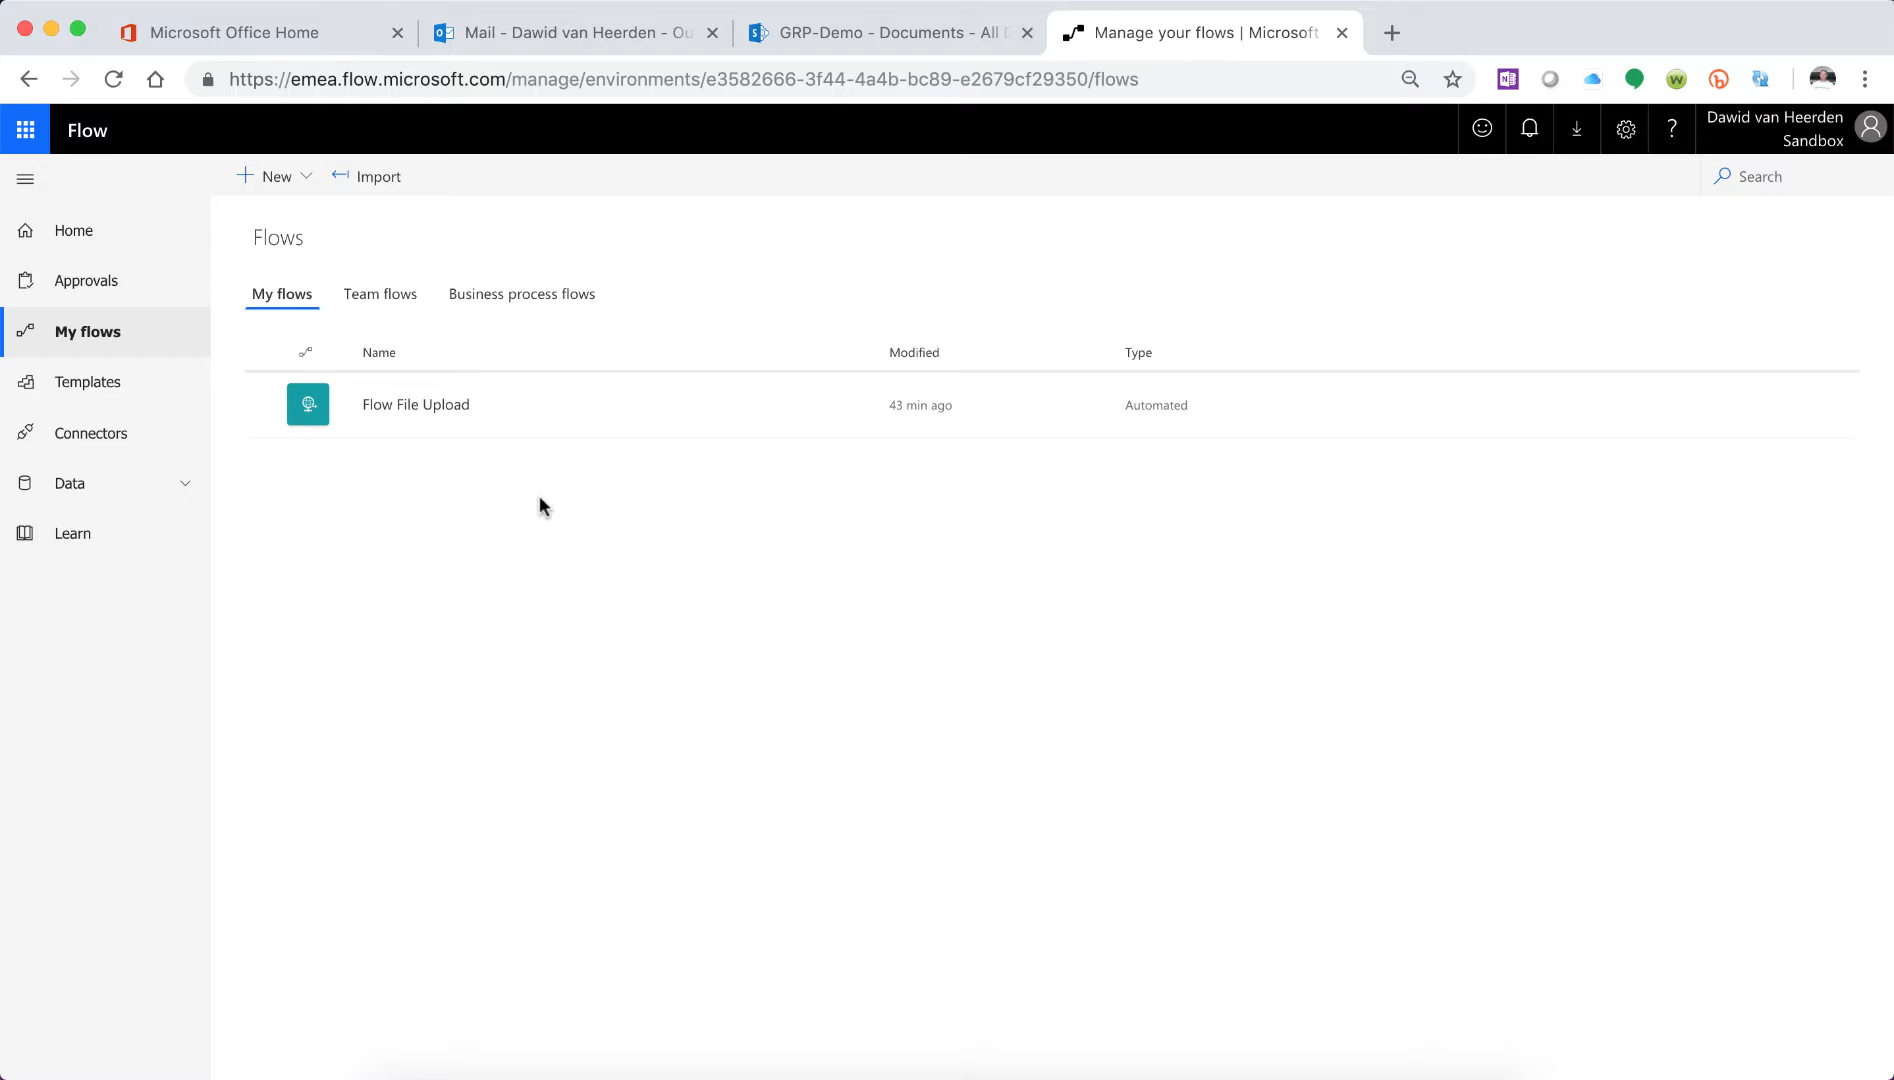 Microsoft Office Home
Mail - Dawid van Heerden - Ou
GRP-Demo - Documents - All D
Manage your flows | Microsoft
https://emea.flow.microsoft.com/manage/environments/e3582666-3f44-4a4b-bc89-e2679cf29350/flows
Flow
Dawid van Heerden
Sandbox
New
Import
Search
Home
Approvals
My flows
Templates
Connectors
Data
Learn
Flows
My flows
Team flows
Business process flows
Name
Modified
Type
Flow File Upload
43 min ago
Automated